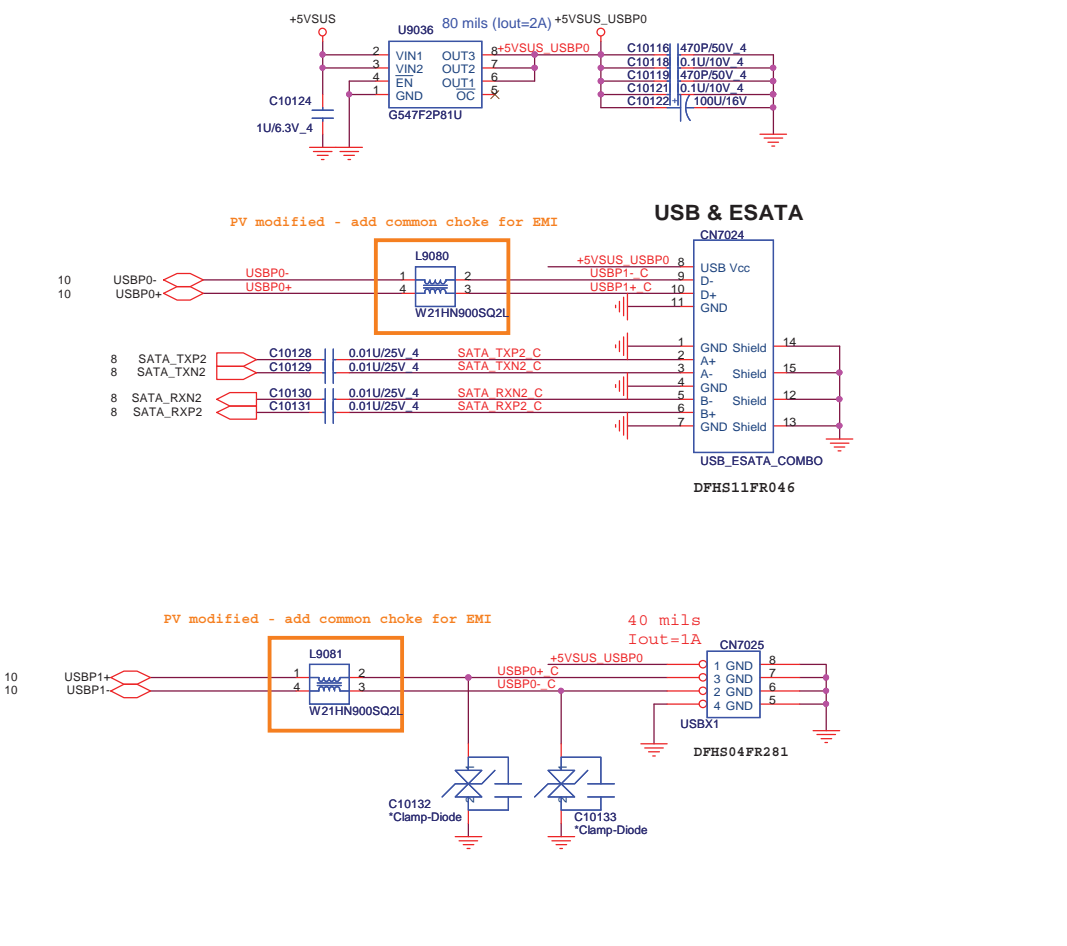 +5VSUS
U9036
80 mils (Iout=2A)
+5VSUS_USBP0
2 VIN1 OUT3 8 +5VSUS_USBP0
3 VIN2 OUT2 7
4 EN OUT1 6
1 GND OC 5
G547F2P81U
C10124
1U/6.3V_4
C10116 470P/50V_4
C10118 0.1U/10V_4
C10119 470P/50V_4
C10121 0.1U/10V_4
C10122 + 100U/16V
USB & ESATA
PV modified - add common choke for EMI
CN7024
L9080
+5VSUS_USBP0 8 USB Vcc
10 USBP0- USBP0- 1 2 USBP1-_C 9 D-
10 USBP0+ USBP0+ 4 3 USBP1+_C 10 D+
11 GND
W21HN900SQ2L
1 GND Shield 14
8 SATA_TXP2 C10128 0.01U/25V_4 SATA_TXP2_C 2 A+
8 SATA_TXN2 C10129 0.01U/25V_4 SATA_TXN2_C 3 A- Shield 15
4 GND
8 SATA_RXN2 C10130 0.01U/25V_4 SATA_RXN2_C 5 B- Shield 12
8 SATA_RXP2 C10131 0.01U/25V_4 SATA_RXP2_C 6 B+
7 GND Shield 13
USB_ESATA_COMBO
DFHS11FR046
PV modified - add common choke for EMI
40 mils
Iout=1A
CN7025
L9081
+5VSUS_USBP0 1 GND 8
10 USBP1+ 1 2 USBP0+_C 3 GND 7
10 USBP1- 4 3 USBP0-_C 2 GND 6
4 GND 5
W21HN900SQ2L
USBX1
DFHS04FR281
1 2
1 2
C10132
*Clamp-Diode
C10133
*Clamp-Diode